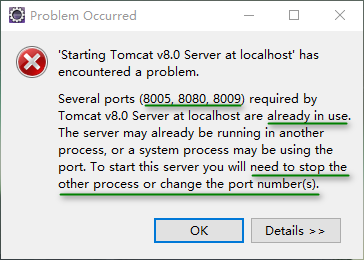 Problem Occurred
'Starting Tomcat v8.0 Server at localhost' has
encountered a problem.
Several ports (8005, 8080, 8009) required by
Tomcat v8.0 Server at localhost are already in use.
The server may already be running in another
process, or a system process may be using the
port. To start this server you will need to stop the
other process or change the port number(s).
OK
Details >>